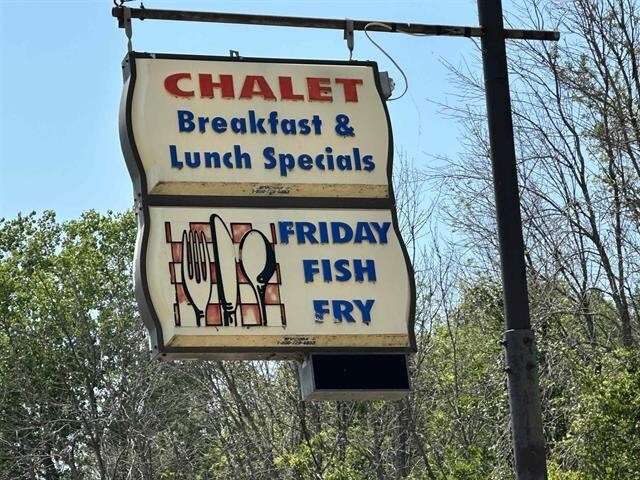 CHALET
Breakfast &
Lunch Specials
FRIDAY
FISH
FRY